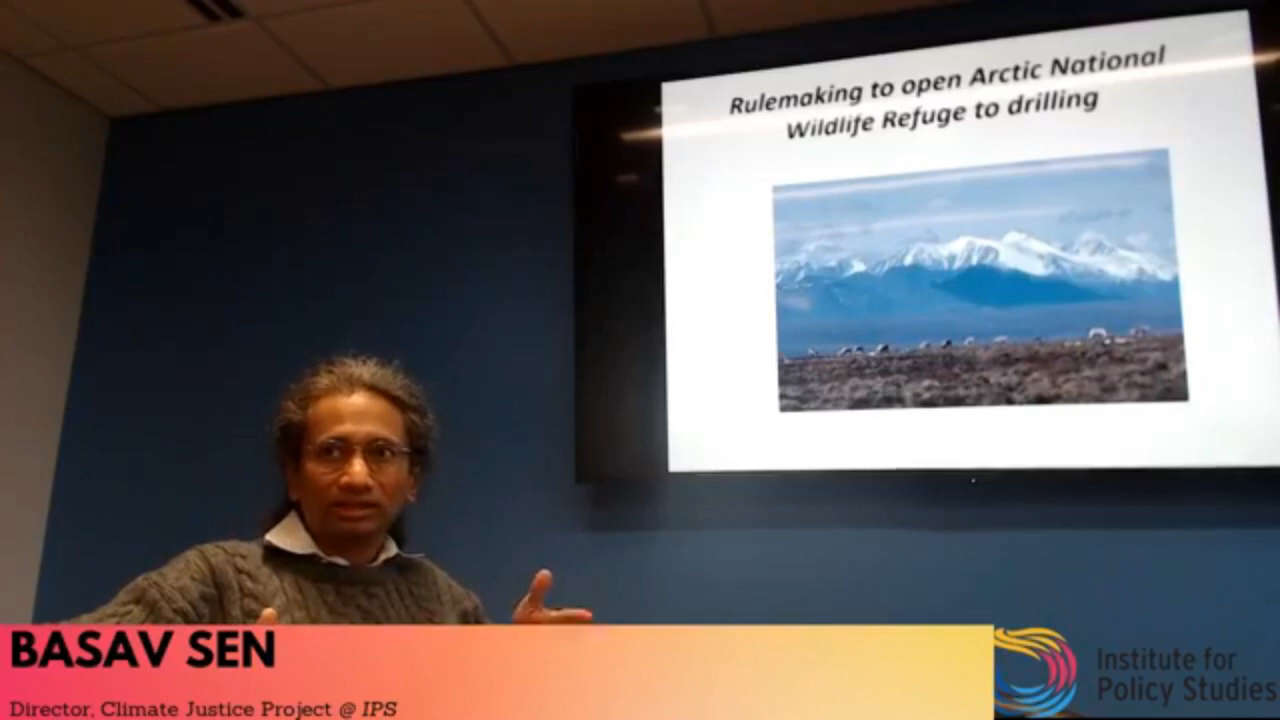 Rulemaking to open Arctic National
Wildlife Refuge to drilling
BASAV SEN
Director, Climate Justice Project @ IPS
Institute for
Policy Studies